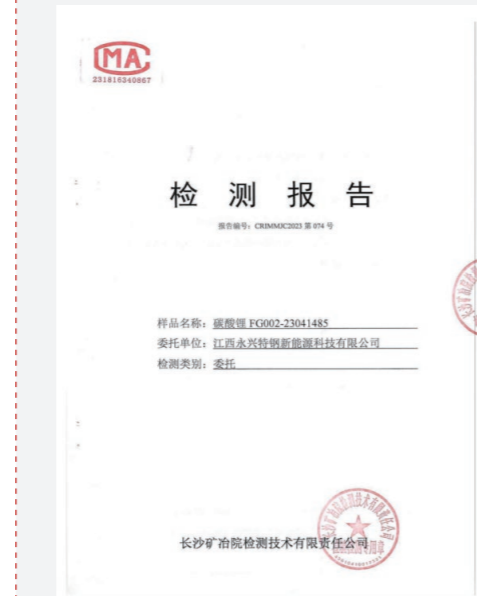 MA
231816340867
检测报告
报告编号：CRIMMJC2023 第 074 号
样品名称：碳酸锂 FG002-23041485
委托单位：江西永兴特钢新能源科技有限公司
检测类别：委托
长沙矿冶院检测技术有限责任公司